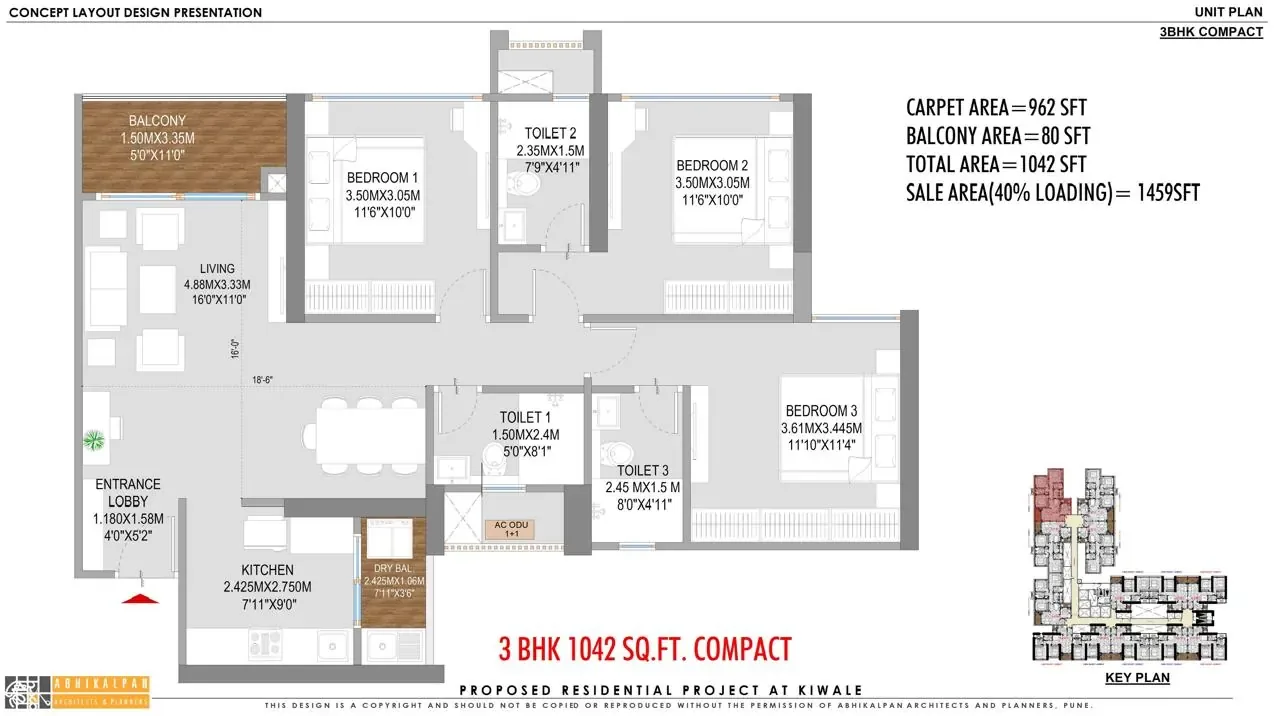 CONCEPT LAYOUT DESIGN PRESENTATION
UNIT PLAN
3BHK COMPACT
CARPET AREA=962 SFT
BALCONY AREA=80 SFT
TOTAL AREA=1042 SFT
SALE AREA(40% LOADING)= 1459SFT
BALCONY
1.50MX3.35M
5'0"X11'0"
BEDROOM 1
3.50MX3.05M
11'6"X10'0"
TOILET 2
2.35MX1.5M
7'9"X4'11"
BEDROOM 2
3.50MX3.05M
11'6"X10'0"
LIVING
4.88MX3.33M
16'0"X11'0"
16'-0"
18'-6"
TOILET 1
1.50MX2.4M
5'0"X8'1"
BEDROOM 3
3.61MX3.445M
11'10"X11'4"
TOILET 3
2.45 MX1.5 M
8'0"X4'11"
ENTRANCE
LOBBY
1.180X1.58M
4'0"X5'2"
AC ODU
1+1
KITCHEN
2.425MX2.750M
7'11"X9'0"
DRY BAL.
2.425MX1.06M
7'11"X3'6"
3 BHK 1042 SQ.FT. COMPACT
KEY PLAN
ABHIKALPAN
ARCHITECTS & PLANNERS
PROPOSED RESIDENTIAL PROJECT AT KIWALE
THIS DESIGN IS A COPYRIGHT AND SHOULD NOT BE COPIED OR REPRODUCED WITHOUT THE PERMISSION OF ABHIKALPAN ARCHITECTS AND PLANNERS, PUNE.